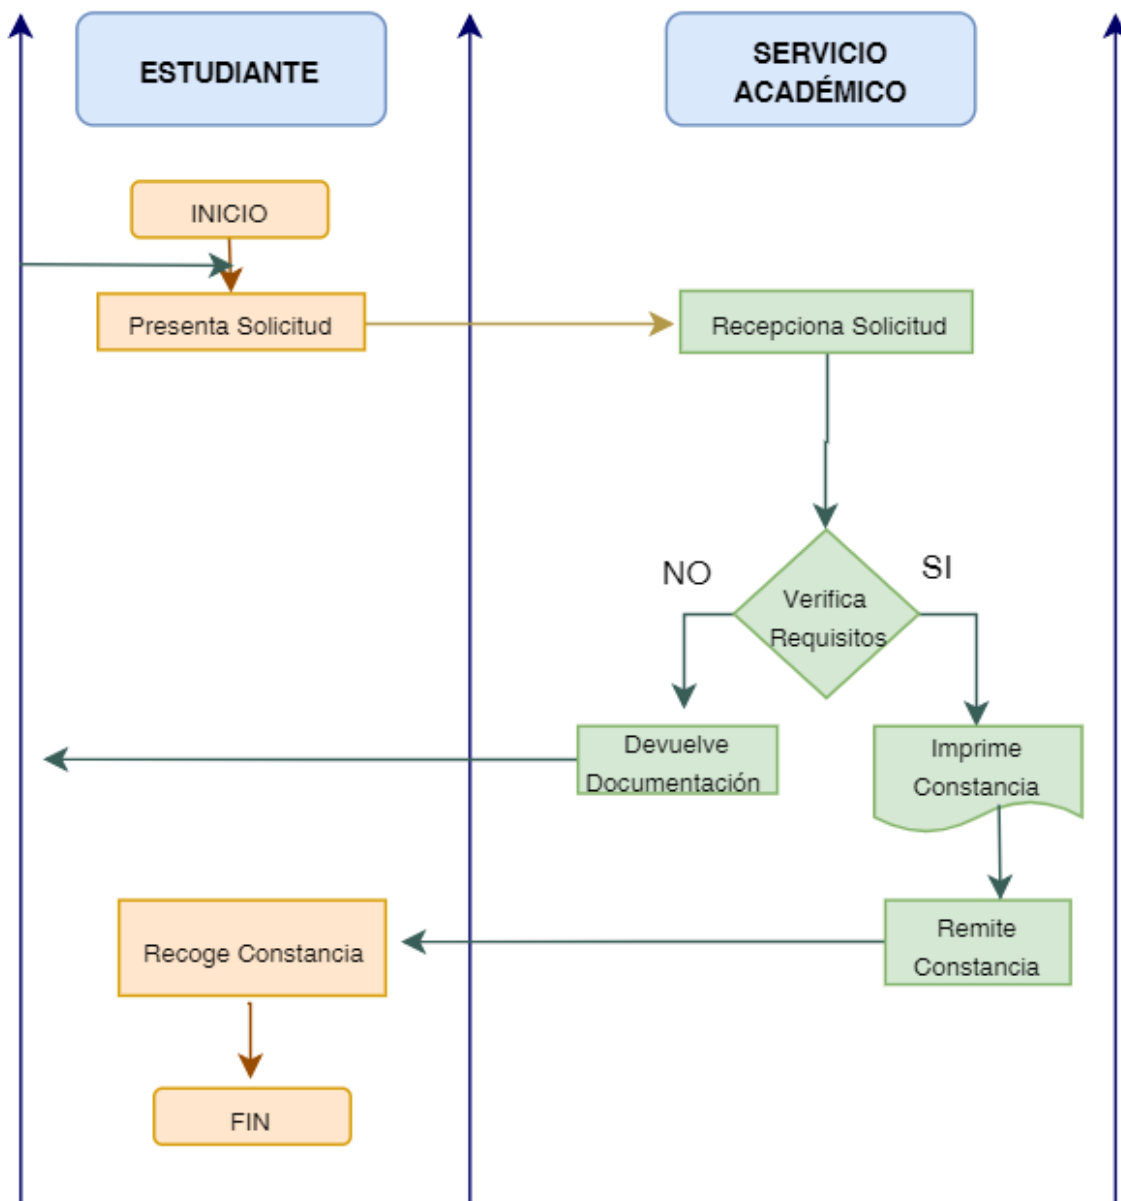 ESTUDIANTE
SERVICIO
ACADÉMICO
INICIO
Presenta Solicitud
Recepciona Solicitud
NO
SI
Verifica
Requisitos
Devuelve
Documentación
Imprime
Constancia
Recoge Constancia
Remite
Constancia
FIN